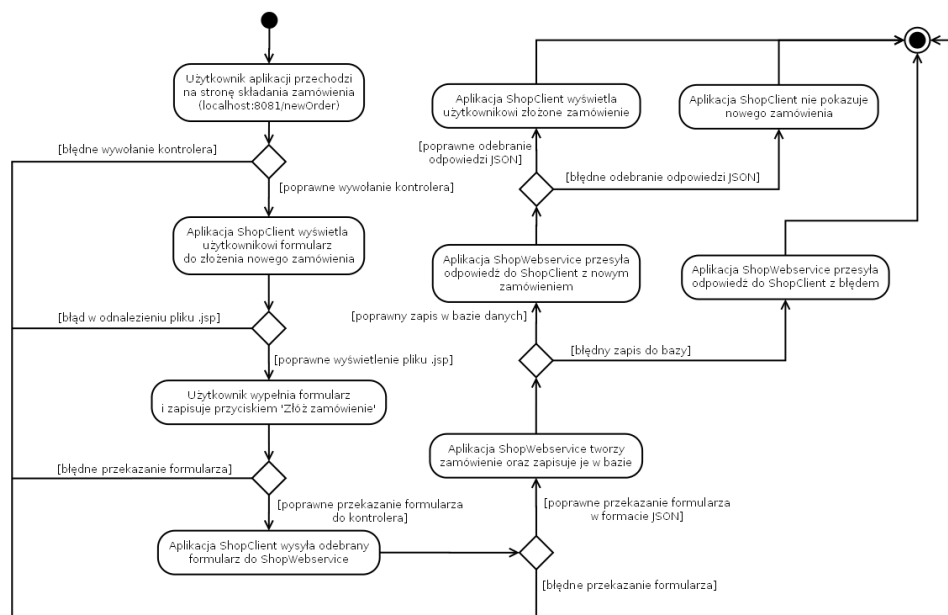 Użytkownik aplikacji przechodzi
na stronę składania zamówienia
(localhost:8081/newOrder)
[błędne wywołanie kontrolera]
[poprawne wywołanie kontrolera]
Aplikacja ShopClient wyświetla
użytkownikowi formularz
do złożenia nowego zamówienia
[błąd w odnalezieniu pliku .jsp]
[poprawne wyświetlenie pliku .jsp]
Użytkownik wypełnia formularz
i zapisuje przyciskiem 'Złóż zamówienie'
[błędne przekazanie formularza]
[poprawne przekazanie formularza
do kontrolera]
Aplikacja ShopClient wysyła odebrany
formularz do ShopWebservice
[błędne przekazanie formularza]
[poprawne przekazanie formularza
w formacie JSON]
Aplikacja ShopWebservice tworzy
zamówienie oraz zapisuje je w bazie
[błędny zapis do bazy]
[poprawny zapis w bazie danych]
Aplikacja ShopWebservice przesyła
odpowiedź do ShopClient z nowym
zamówieniem
Aplikacja ShopWebservice przesyła
odpowiedź do ShopClient z błędem
[błędne odebranie odpowiedzi JSON]
[poprawne odebranie
odpowiedzi JSON]
Aplikacja ShopClient wyświetla
użytkownikowi złożone zamówienie
Aplikacja ShopClient nie pokazuje
nowego zamówienia